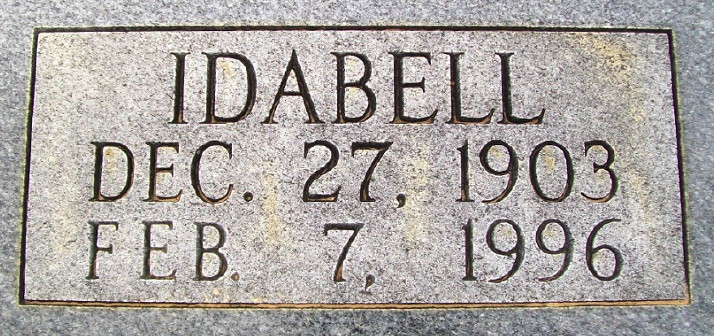 IDABELL
DEC. 27, 1903
FEB. 7, 1996